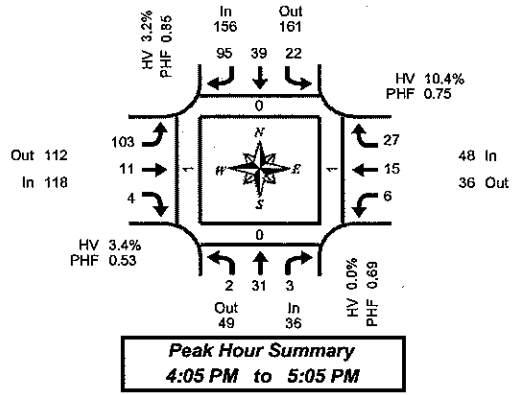 In Out
156 161
HV 3.2%
PHF 0.85
95 39 22
HV 10.4%
PHF 0.75
0
N
W E
S
103
11
4
Out 112
In 118
1
1
27
15
6
48 In
36 Out
0
HV 3.4%
PHF 0.53
2 31 3
Out In
49 36
HV 0.0%
PHF 0.69
Peak Hour Summary
4:05 PM to 5:05 PM